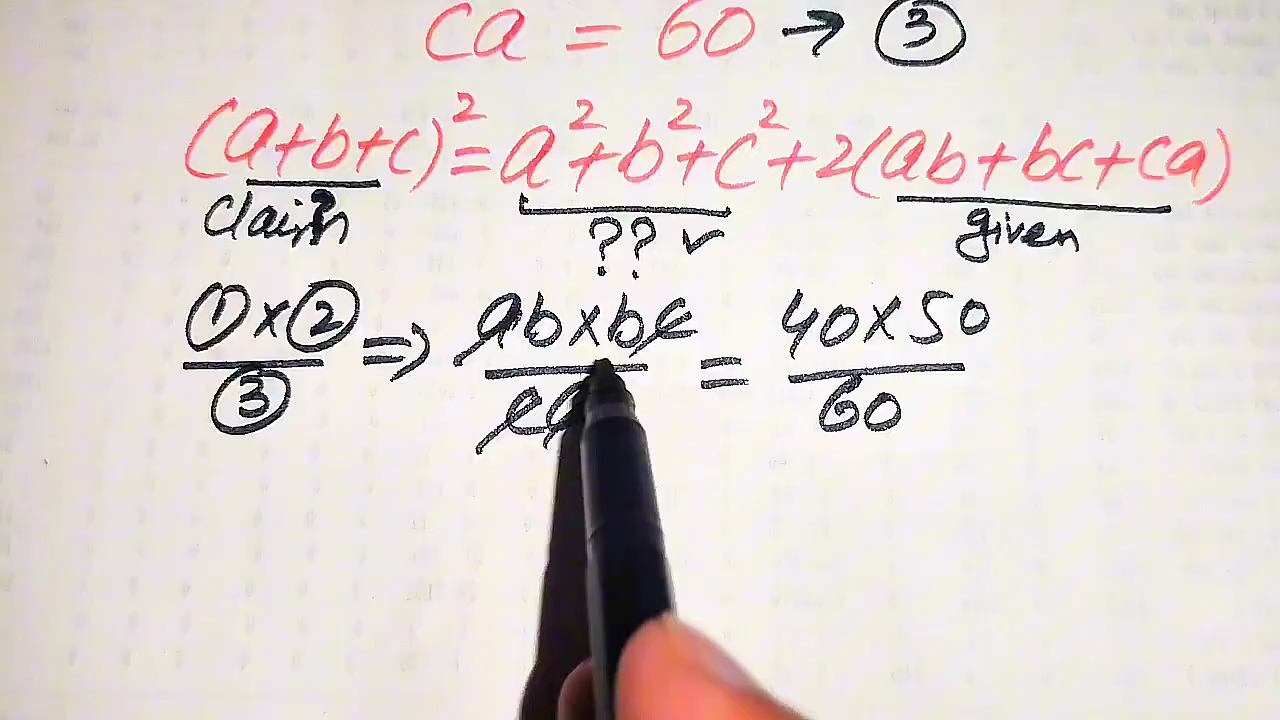 ca = 60 → ③
(a+b+c)² = a²+b²+c²+2(ab+bc+ca)
claim ?? ✓ given
①×②/③ ⇒ ab×bc/ca = 40×50/60